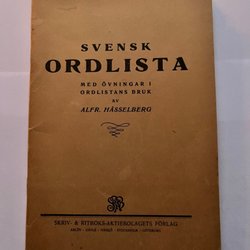 SVENSK
ORDLISTA
MED ÖVNINGAR I
ORDLISTANS BRUK
AV
ALFR. HÄSSELBERG
SKRIV- & RITBOKS-AKTIEBOLAGETS FÖRLAG